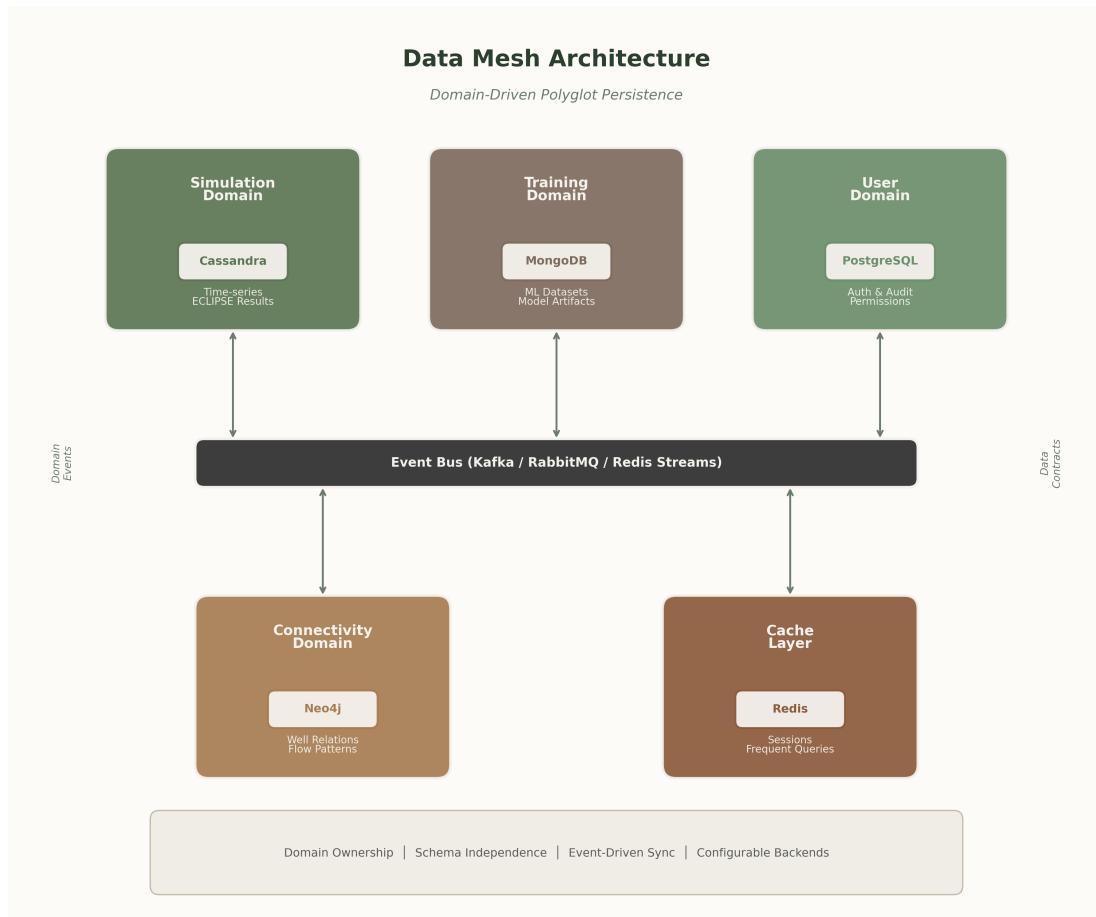 Data Mesh Architecture
Domain-Driven Polyglot Persistence
Simulation
Domain
Cassandra
Time-series
ECLIPSE Results
Training
Domain
MongoDB
ML Datasets
Model Artifacts
User
Domain
PostgreSQL
Auth & Audit
Permissions
Domain
Events
Event Bus (Kafka / RabbitMQ / Redis Streams)
Data
Contracts
Connectivity
Domain
Neo4j
Well Relations
Flow Patterns
Cache
Layer
Redis
Sessions
Frequent Queries
Domain Ownership | Schema Independence | Event-Driven Sync | Configurable Backends